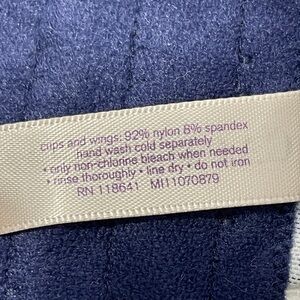 cups and wings: 92% nylon 8% spandex
hand wash cold separately
• only non-chlorine bleach when needed
• rinse thoroughly • line dry • do not iron
RN 118641 MI11070879